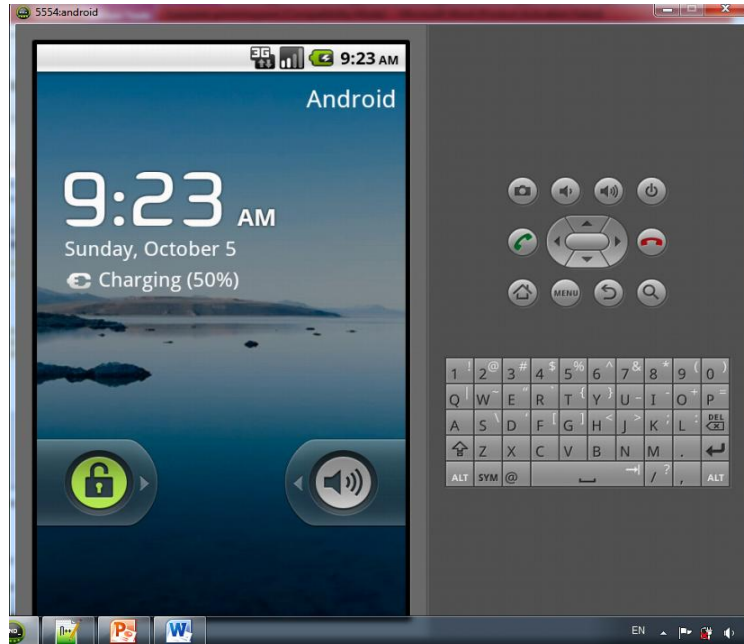 5554:android
3G 9:23 AM
Android
9:23 AM
Sunday, October 5
Charging (50%)
MENU
1 ! 2 @ 3 # 4 $ 5 % 6 ^ 7 & 8 * 9 ( 0 )
Q | W ~ E " R ` T { Y } U _ I - O + P =
A S \ D ' F [ G ] H < J > K ; L : DEL
Z X C V B N M .
ALT SYM @ / ? , ALT
P W EN